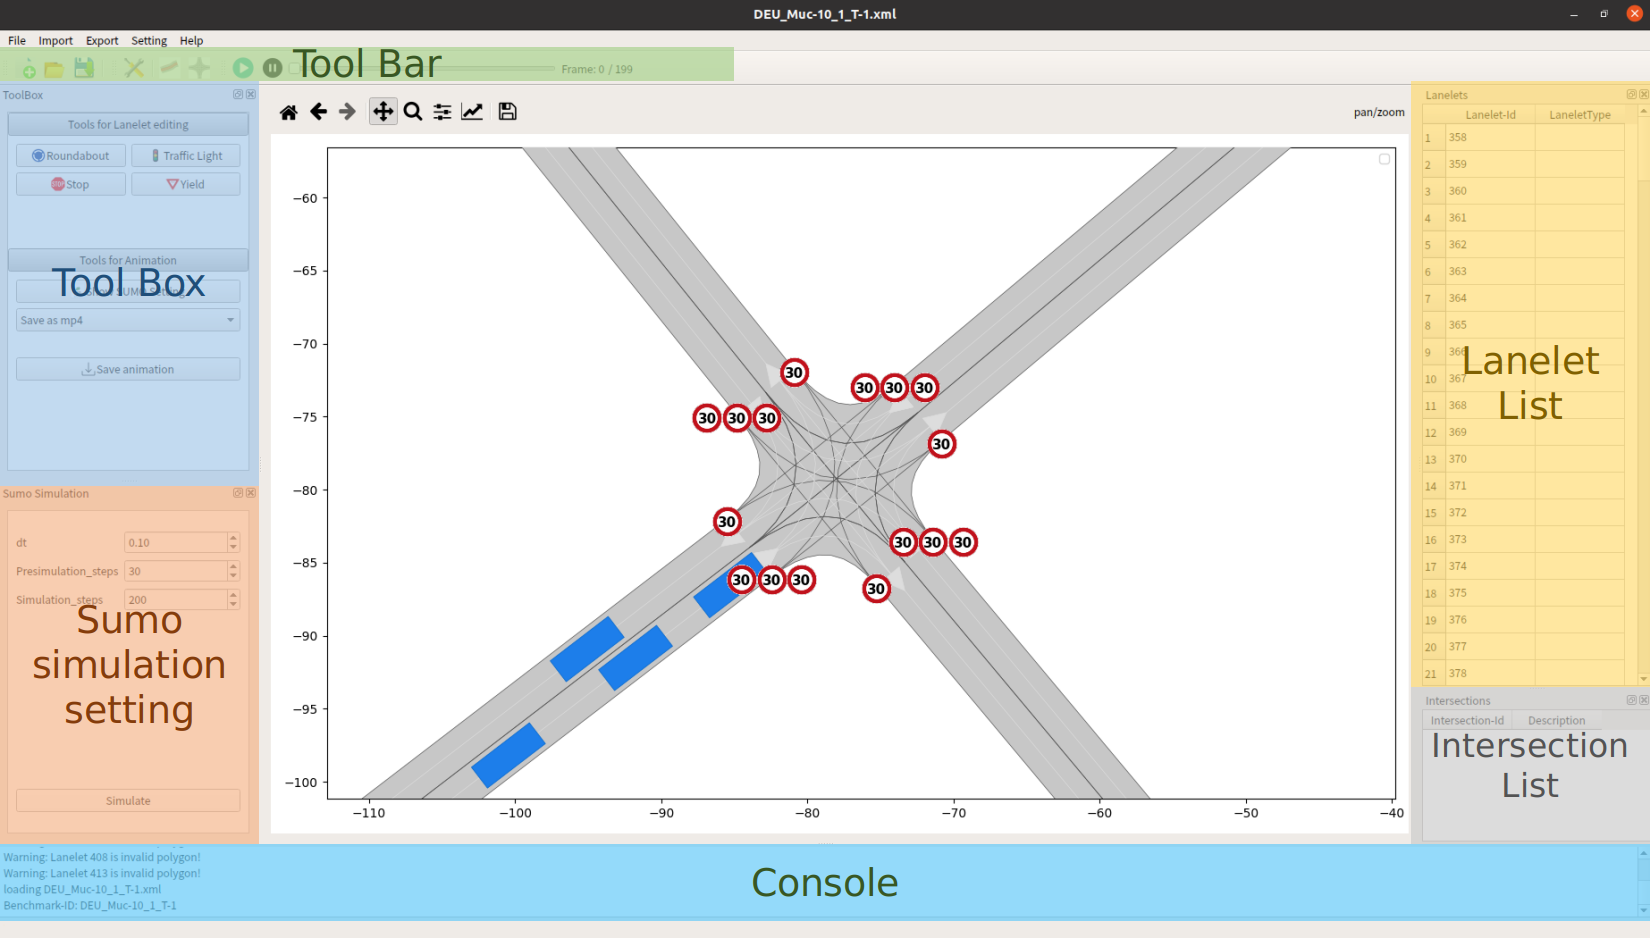 DEU_Muc-10_1_T-1.xml
File Import Export Setting Help
Tool Bar
Frame: 0 / 199
ToolBox
Tools for Lanelet editing
Roundabout
Traffic Light
STOP
Stop
Yield
Tools for Animation
Tool Box
Save as mp4
Save animation
Sumo Simulation
dt 0.10
Presimulation_steps 30
Simulation_steps 200
Sumo
simulation
setting
Simulate
pan/zoom
−60
−65
−70
−75
−80
−85
−90
−95
−100
−110 −100 −90 −80 −70 −60 −50 −40
30
30 30 30
30 30 30
30
30
30 30 30
30 30 30
30
Lanelets
Lanelet-Id LaneletType
1 358
2 359
3 360
4 361
5 362
6 363
7 364
8 365
9 366
10 367
11 368
12 369
13 370
14 371
15 372
16 373
17 374
18 375
19 376
20 377
21 378
Lanelet
List
Intersections
Intersection-Id Description
Intersection
List
Warning: Lanelet 408 is invalid polygon!
Warning: Lanelet 413 is invalid polygon!
loading DEU_Muc-10_1_T-1.xml
Benchmark-ID: DEU_Muc-10_1_T-1
Console